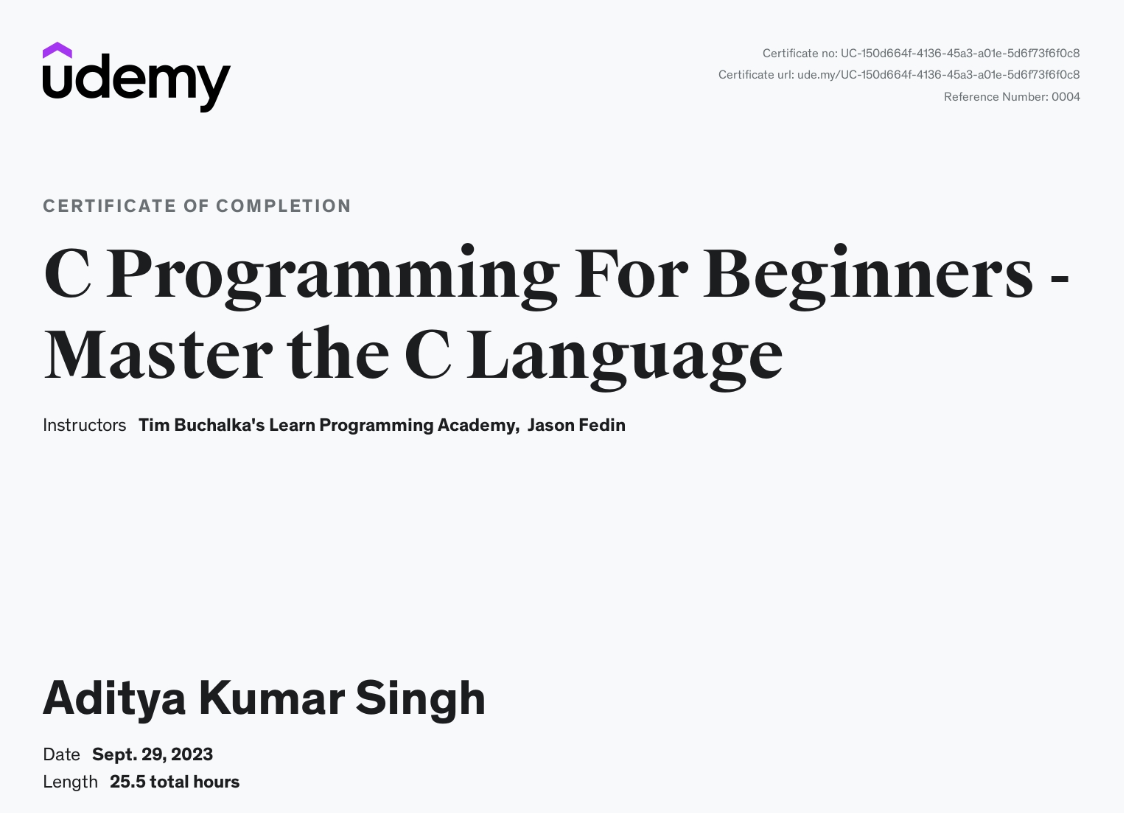 udemy
Certificate no: UC-150d664f-4136-45a3-a01e-5d6f73f6f0c8
Certificate url: ude.my/UC-150d664f-4136-45a3-a01e-5d6f73f6f0c8
Reference Number: 0004
CERTIFICATE OF COMPLETION
C Programming For Beginners -
Master the C Language
Instructors Tim Buchalka's Learn Programming Academy, Jason Fedin
Aditya Kumar Singh
Date Sept. 29, 2023
Length 25.5 total hours